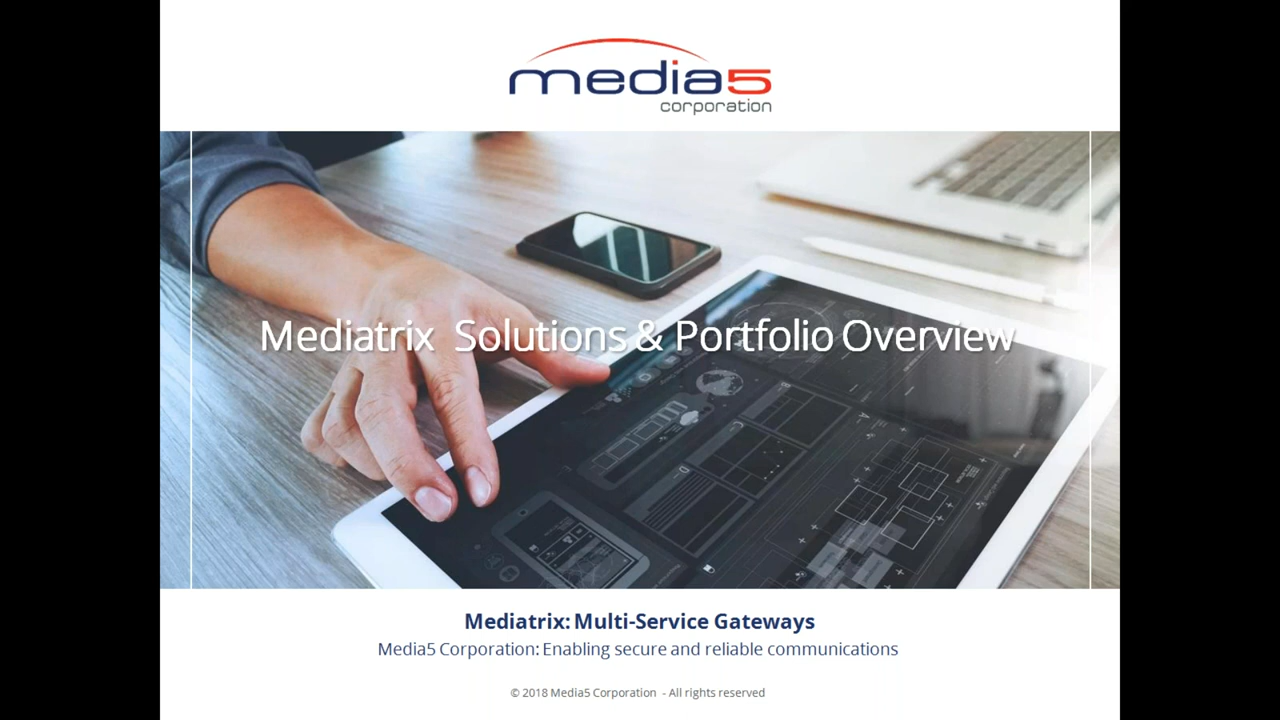 media5
corporation
Mediatrix Solutions & Portfolio Overview
Mediatrix: Multi-Service Gateways
Media5 Corporation: Enabling secure and reliable communications
© 2018 Media5 Corporation - All rights reserved